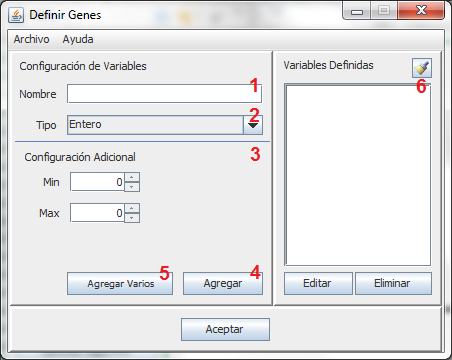 Definir Genes
Archivo Ayuda
Configuración de Variables
Nombre 1
Tipo Entero 2
Configuración Adicional 3
Min 0
Max 0
5 4
Agregar Varios Agregar
Variables Definidas
6
Editar Eliminar
Aceptar